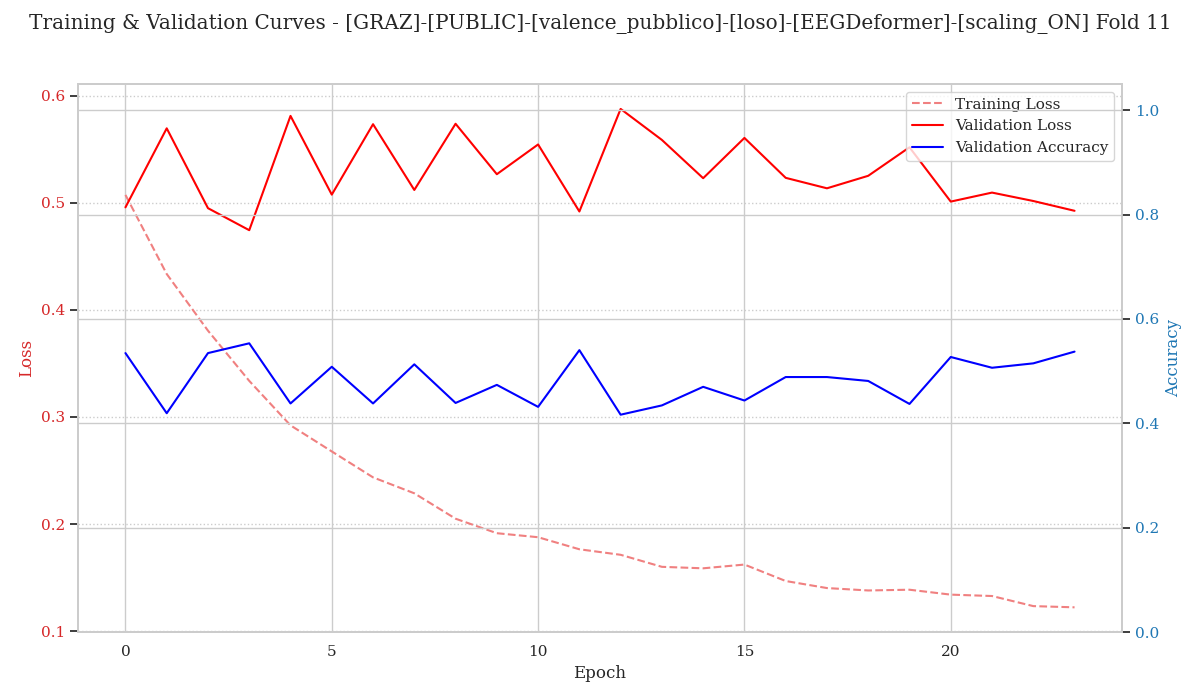 Training & Validation Curves - [GRAZ]-[PUBLIC]-[valence_pubblico]-[loso]-[EEGDeformer]-[scaling_ON] Fold 11
Training Loss
Validation Loss
Validation Accuracy
0.6
0.5
0.4
0.3
0.2
0.1
Loss
1.0
0.8
0.6
0.4
0.2
0.0
Accuracy
0
5
10
15
20
Epoch